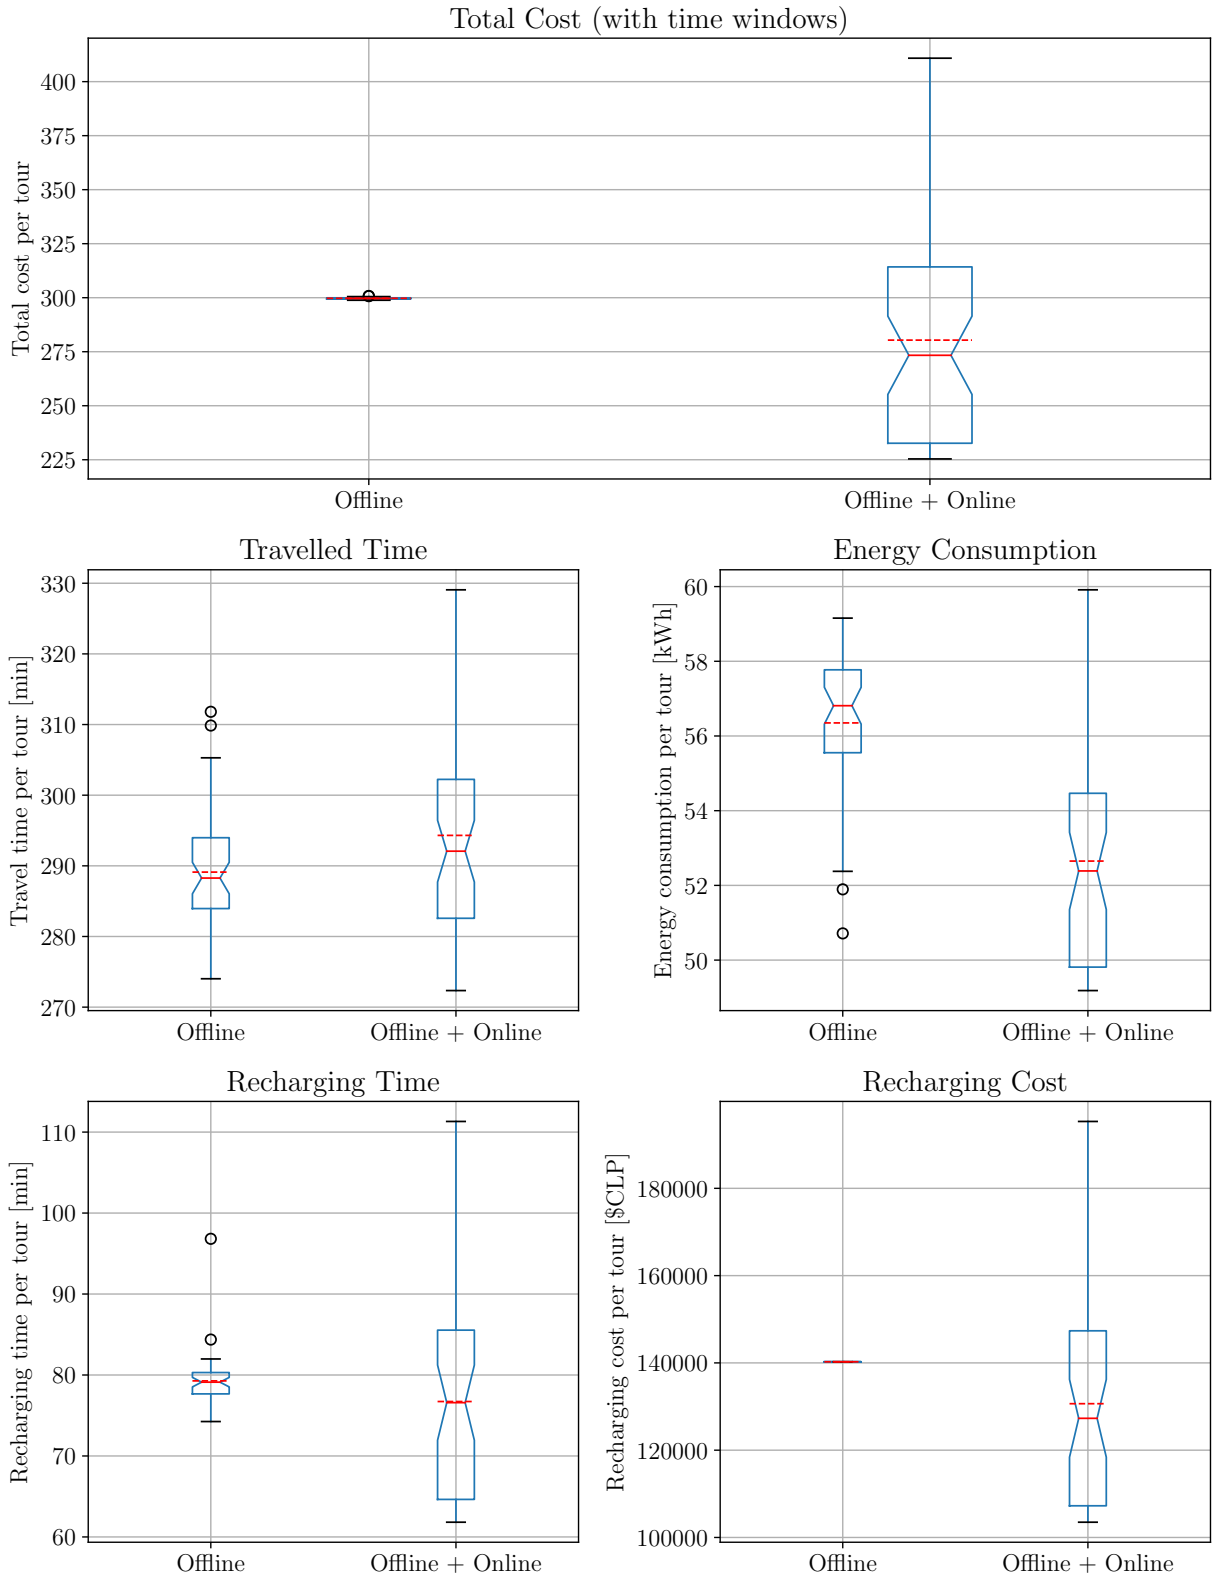 Total Cost (with time windows)
Total cost per tour
400
375
350
325
300
275
250
225
Offline
Offline + Online
Travelled Time
Travel time per tour [min]
330
320
310
300
290
280
270
Offline
Offline + Online
Energy Consumption
Energy consumption per tour [kWh]
60
58
56
54
52
50
Offline
Offline + Online
Recharging Time
Recharging time per tour [min]
110
100
90
80
70
60
Offline
Offline + Online
Recharging Cost
Recharging cost per tour [$CLP]
180000
160000
140000
120000
100000
Offline
Offline + Online